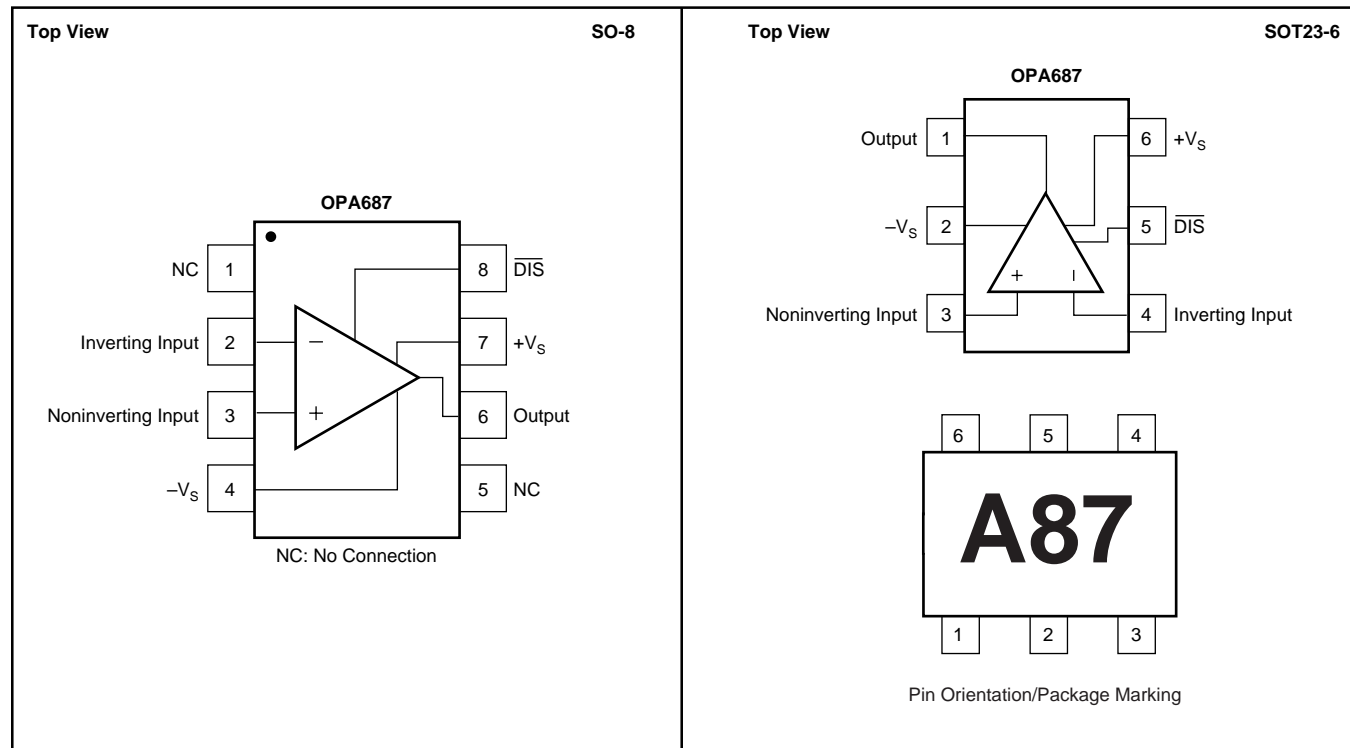 Top View SO-8
OPA687
NC 1 8 DIS
Inverting Input 2 − 7 +VS
Noninverting Input 3 + 6 Output
–VS 4 5 NC
NC: No Connection
Top View SOT23-6
OPA687
Output 1 6 +VS
–VS 2 5 DIS
+ −
Noninverting Input 3 4 Inverting Input
6 5 4
A87
1 2 3
Pin Orientation/Package Marking